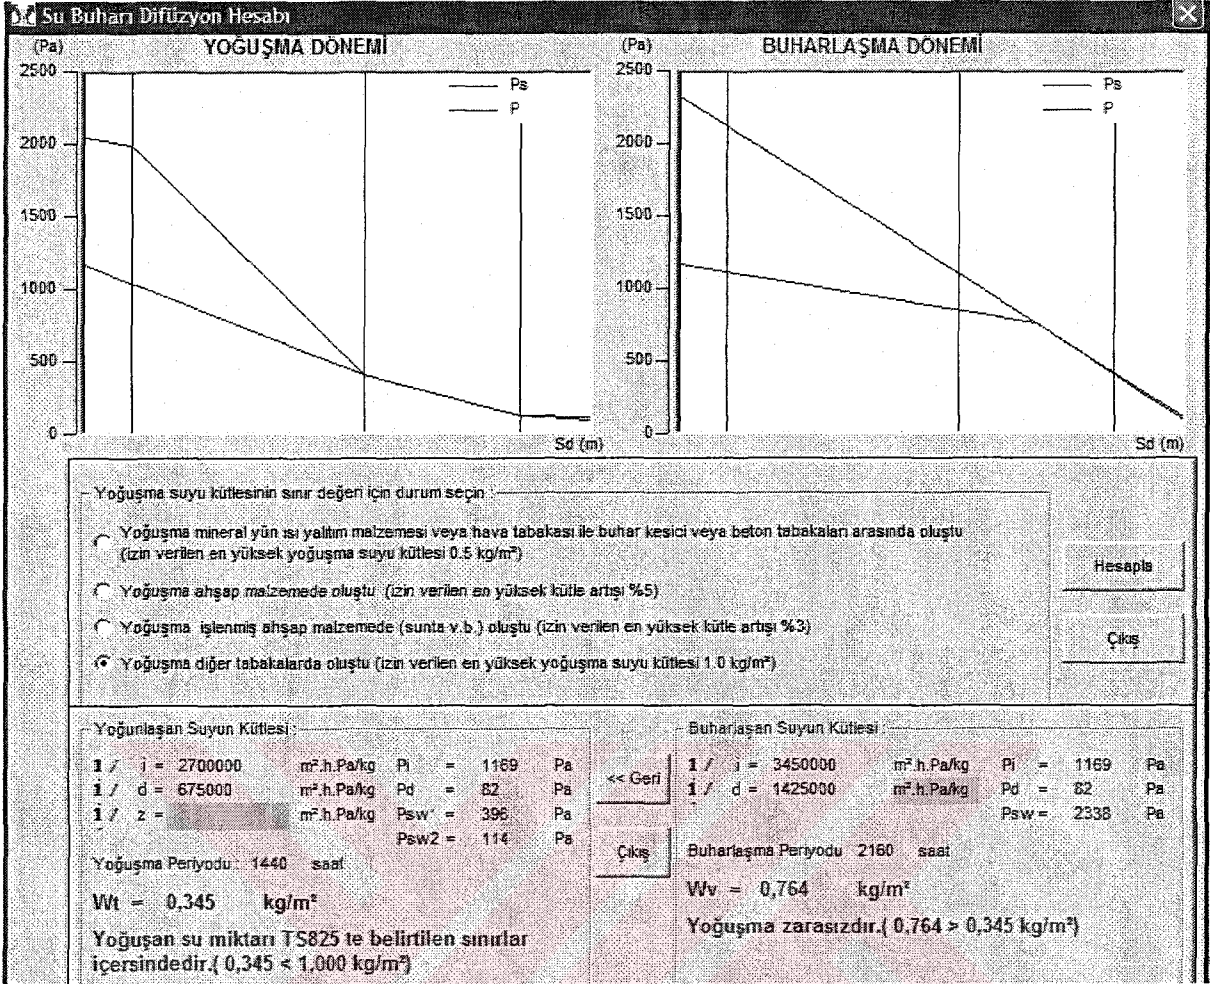 Su Buharı Difüzyon Hesabı
(Pa) YOĞUŞMA DÖNEMİ
2500
2000
1500
1000
500
0
Ps
P
Sd (m)
(Pa) BUHARLAŞMA DÖNEMİ
2500
2000
1500
1000
500
0
Ps
P
Sd (m)
Yoğuşma suyu kütlesinin sınır değeri için durum seçin :
Yoğuşma mineral yün ısı yalıtım malzemesi veya hava tabakası ile buhar kesici veya beton tabakaları arasında oluştu
(izin verilen en yüksek yoğuşma suyu kütlesi 0.5 kg/m²)
Yoğuşma ahşap malzemede oluştu (izin verilen en yüksek kütle artışı %5)
Yoğuşma işlenmiş ahşap malzemede (sunta v.b.) oluştu (izin verilen en yüksek kütle artışı %3)
Yoğuşma diğer tabakalarda oluştu (izin verilen en yüksek yoğuşma suyu kütlesi 1.0 kg/m²)
Hesapla
Çıkış
Yoğunlaşan Suyun Kütlesi :
1 / i = 2700000 m².h.Pa/kg Pi = 1169 Pa
1 / d = 675000 m².h.Pa/kg Pd = 82 Pa
1 / z = m².h.Pa/kg Psw1 = 396 Pa
Psw2 = 114 Pa
Yoğuşma Periyodu : 1440 saat
Wt = 0,345 kg/m²
Yoğuşan su miktarı TS825 te belirtilen sınırlar
içersindedir.( 0,345 < 1,000 kg/m²)
<< Geri
Çıkış
Buharlaşan Suyun Kütlesi :
1 / i = 3450000 m².h.Pa/kg Pi = 1169 Pa
1 / d = 1425000 m².h.Pa/kg Pd = 82 Pa
Psw = 2338 Pa
Buharlaşma Periyodu 2160 saat
Wv = 0,764 kg/m²
Yoğuşma zararsızdır.( 0,764 > 0,345 kg/m²)